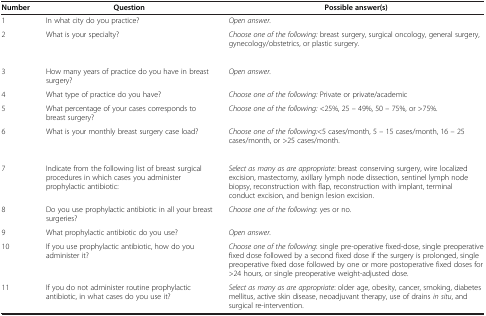 Number Question Possible answer(s)
1 In what city do you practice? Open answer.
2 What is your specialty? Choose one of the following: breast surgery, surgical oncology, general surgery,
gynecology/obstetrics, or plastic surgery.
3 How many years of practice do you have in breast Open answer.
surgery?
4 What type of practice do you have? Choose one of the following: Private or private/academic
5 What percentage of your cases corresponds to Choose one of the following: <25%, 25 – 49%, 50 – 75%, or >75%.
breast surgery?
6 What is your monthly breast surgery case load? Choose one of the following:<5 cases/month, 5 – 15 cases/month, 16 – 25
cases/month, or >25 cases/month.
7 Indicate from the following list of breast surgical Select as many as are appropriate: breast conserving surgery, wire localized
procedures in which cases you administer excision, mastectomy, axillary lymph node dissection, sentinel lymph node
prophylactic antibiotic: biopsy, reconstruction with flap, reconstruction with implant, terminal
conduct excision, and benign lesion excision.
8 Do you use prophylactic antibiotic in all your breast Choose one of the following: yes or no.
surgeries?
9 What prophylactic antibiotic do you use? Open answer.
10 If you use prophylactic antibiotic, how do you Choose one of the following: single pre-operative fixed-dose, single preoperative
administer it? fixed dose followed by a second fixed dose if the surgery is prolonged, single
preoperative fixed dose followed by one or more postoperative fixed doses for
>24 hours, or single preoperative weight-adjusted dose.
11 If you do not administer routine prophylactic Select as many as are appropriate: older age, obesity, cancer, smoking, diabetes
antibiotic, in what cases do you use it? mellitus, active skin disease, neoadjuvant therapy, use of drains in situ, and
surgical re-intervention.